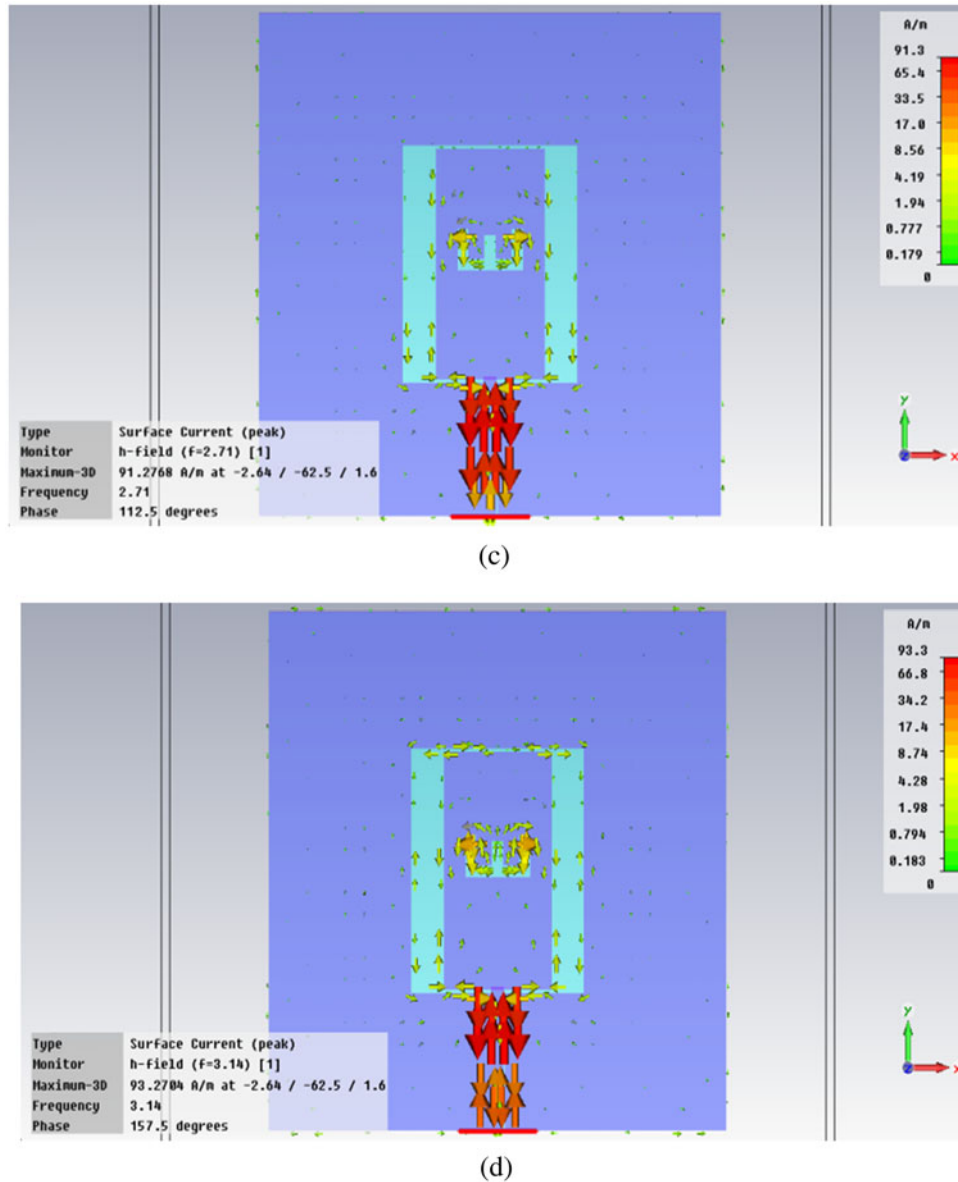 A/m
91.3
65.4
33.5
17.0
8.56
4.19
1.94
0.777
0.179
0
y
x
z
Type Surface Current (peak)
Monitor h-field (f=2.71) [1]
Maximum-3D 91.2768 A/m at -2.64 / -62.5 / 1.6
Frequency 2.71
Phase 112.5 degrees
(c)
A/m
93.3
66.8
34.2
17.4
8.74
4.28
1.98
0.794
0.183
0
y
x
z
Type Surface Current (peak)
Monitor h-field (f=3.14) [1]
Maximum-3D 93.2704 A/m at -2.64 / -62.5 / 1.6
Frequency 3.14
Phase 157.5 degrees
(d)